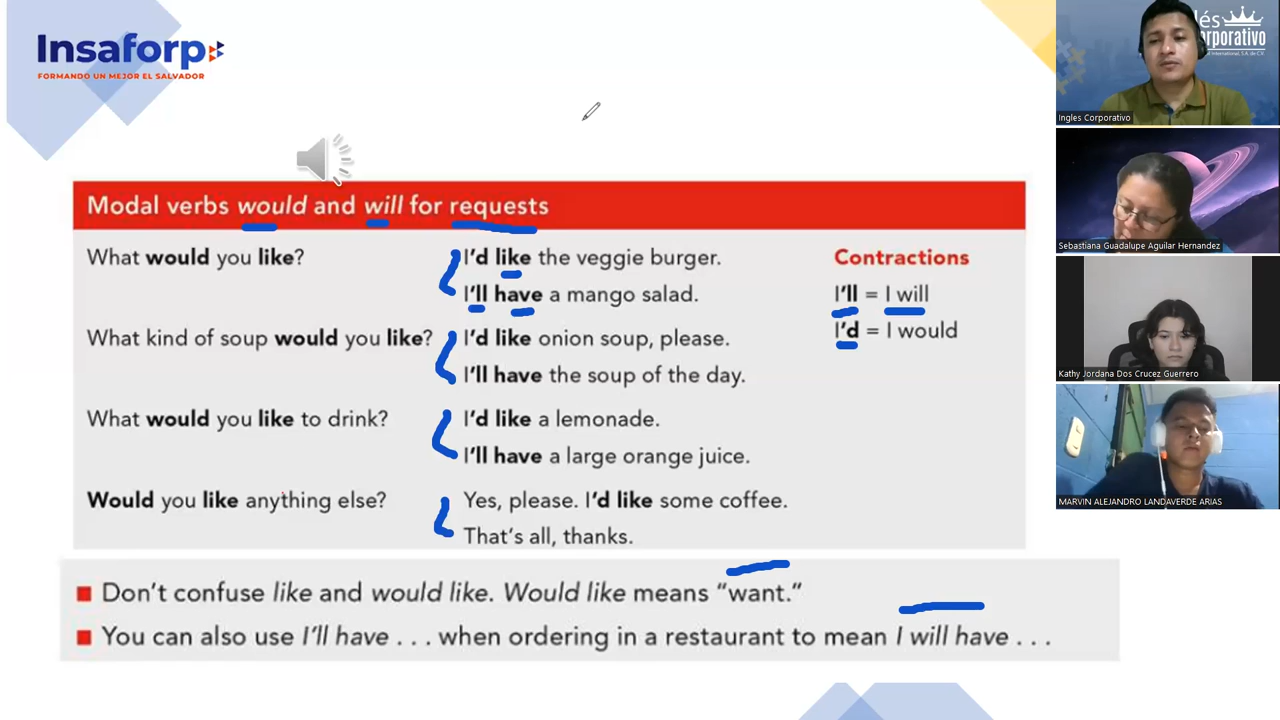 Insaforp
FORMANDO UN MEJOR EL SALVADOR
Modal verbs would and will for requests
What would you like?
I'd like the veggie burger.
I'll have a mango salad.
What kind of soup would you like?
I'd like onion soup, please.
I'll have the soup of the day.
What would you like to drink?
I'd like a lemonade.
I'll have a large orange juice.
Would you like anything else?
Yes, please. I'd like some coffee.
That's all, thanks.
Contractions
I'll = I will
I'd = I would
Don't confuse like and would like. Would like means "want."
You can also use I'll have . . . when ordering in a restaurant to mean I will have . . .
Ingles Corporativo
Sebastiana Guadalupe Aguilar Hernandez
Kathy Jordana Dos Crucez Guerrero
MARVIN ALEJANDRO LANDAVERDE ARIAS